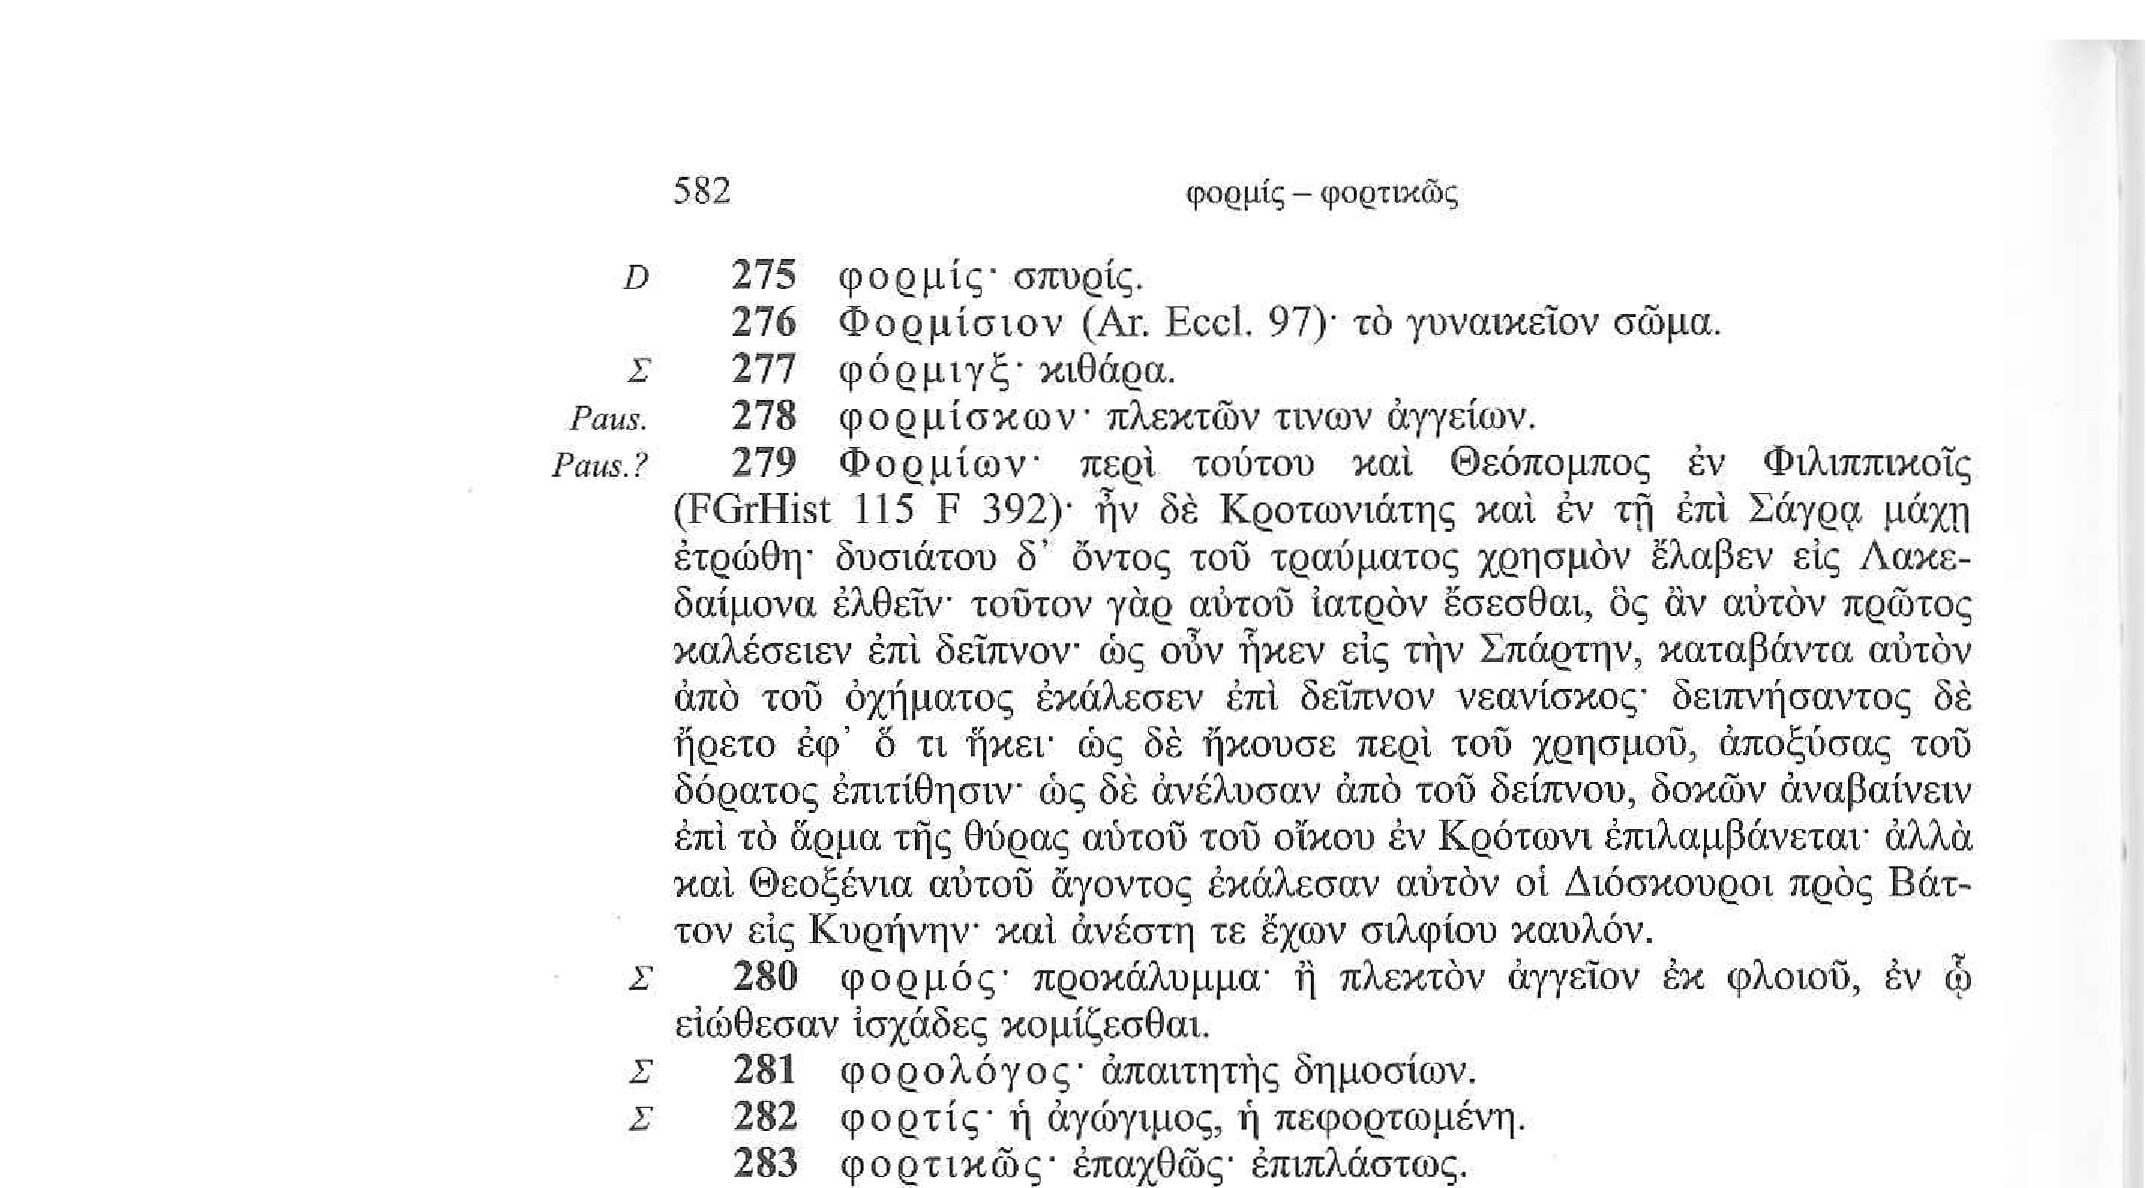 582 φορμίς – φορτικῶς
D 275 φορμίς· σπυρίς.
276 Φορμίσιον (Ar. Eccl. 97)· τὸ γυναικεῖον σῶμα.
Σ 277 φόρμιγξ· κιθάρα.
Paus. 278 φορμίσκων· πλεκτῶν τινων ἀγγείων.
Paus.? 279 Φορμίων· περὶ τούτου καὶ Θεόπομπος ἐν Φιλιππικοῖς
(FGrHist 115 F 392)· ἦν δὲ Κροτωνιάτης καὶ ἐν τῇ ἐπὶ Σάγρᾳ μάχῃ
ἐτρώθη· δυσιάτου δ’ ὄντος τοῦ τραύματος χρησμὸν ἔλαβεν εἰς Λακε-
δαίμονα ἐλθεῖν· τοῦτον γὰρ αὐτοῦ ἰατρὸν ἔσεσθαι, ὃς ἂν αὐτὸν πρῶτος
καλέσειεν ἐπὶ δεῖπνον· ὡς οὖν ἧκεν εἰς τὴν Σπάρτην, καταβάντα αὐτὸν
ἀπὸ τοῦ ὀχήματος ἐκάλεσεν ἐπὶ δεῖπνον νεανίσκος· δειπνήσαντος δὲ
ἤρετο ἐφ’ ὅ τι ἥκει· ὡς δὲ ἤκουσε περὶ τοῦ χρησμοῦ, ἀποξύσας τοῦ
δόρατος ἐπιτίθησιν· ὡς δὲ ἀνέλυσαν ἀπὸ τοῦ δείπνου, δοκῶν ἀναβαίνειν
ἐπὶ τὸ ἅρμα τῆς θύρας αὑτοῦ τοῦ οἴκου ἐν Κρότωνι ἐπιλαμβάνεται· ἀλλὰ
καὶ Θεοξένια αὐτοῦ ἄγοντος ἐκάλεσαν αὐτὸν οἱ Διόσκουροι πρὸς Βάτ-
τον εἰς Κυρήνην· καὶ ἀνέστη τε ἔχων σιλφίου καυλόν.
Σ 280 φορμός· προκάλυμμα· ἢ πλεκτὸν ἀγγεῖον ἐκ φλοιοῦ, ἐν ᾧ
εἰώθεσαν ἰσχάδες κομίζεσθαι.
Σ 281 φορολόγος· ἀπαιτητὴς δημοσίων.
Σ 282 φορτίς· ἡ ἀγώγιμος, ἡ πεφορτωμένη.
283 φορτικῶς· ἐπαχθῶς· ἐπιπλάστως.